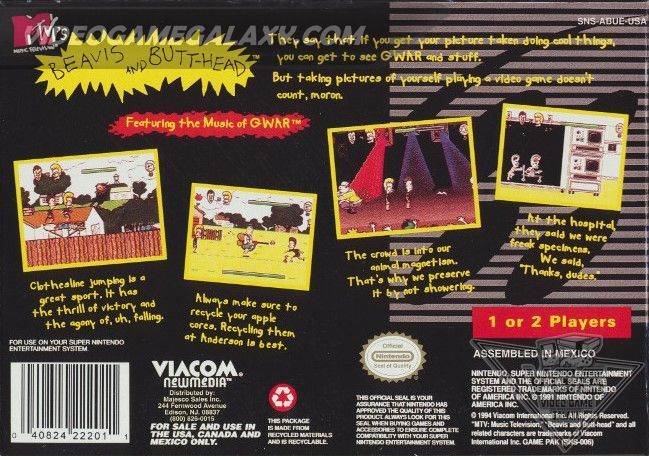 VIDEOGAMEGALAXY.COM
SNS-ABUE-USA
MTV's
MUSIC TELEVISION
BEAVIS AND BUTT-HEAD™
They say that if you get your picture taken doing cool things,
you can get to see GWAR and stuff.
But taking pictures of yourself playing a video game doesn't
count, moron.
Featuring the Music of GWAR™
Clothesline jumping is a
great sport. It has
the thrill of victory and
the agony of, uh, falling.
Always make sure to
recycle your apple
cores. Recycling them
at Anderson is best.
The crowd is into our
animal magnetism.
That's why we preserve
it by not showering.
At the hospital,
they said we were
freak specimens.
We said,
"Thanks, dudes."
1 or 2 Players
FOR USE ON YOUR SUPER NINTENDO
ENTERTAINMENT SYSTEM
0 40824 22201 1
VIACOM
newmedia™
Distributed by:
Majesco Sales Inc.
244 Fernwood Avenue
Edison, NJ. 08837
(800) 826-0015
FOR SALE AND USE IN
THE USA, CANADA AND
MEXICO ONLY.
THIS PACKAGE
IS MADE FROM
RECYCLED MATERIALS
AND IS RECYCLABLE.
Official
Nintendo
Seal of Quality
THIS OFFICIAL SEAL IS YOUR
ASSURANCE THAT NINTENDO HAS
APPROVED THE QUALITY OF THIS
PRODUCT. ALWAYS LOOK FOR THIS
SEAL WHEN BUYING GAMES AND
ACCESSORIES TO ENSURE COMPLETE
COMPATIBILITY WITH YOUR SUPER
NINTENDO ENTERTAINMENT SYSTEM.
ASSEMBLED IN MEXICO
NINTENDO, SUPER NINTENDO ENTERTAINMENT
SYSTEM AND THE OFFICIAL SEALS ARE
REGISTERED TRADEMARKS OF NINTENDO
OF AMERICA INC. © 1991 NINTENDO OF
AMERICA INC.
© 1994 Viacom International Inc. All Rights Reserved.
"MTV: Music Television," "Beavis and Butt-head" and all
related characters are trademarks of Viacom
International Inc. GAME PAK (SNS-006)